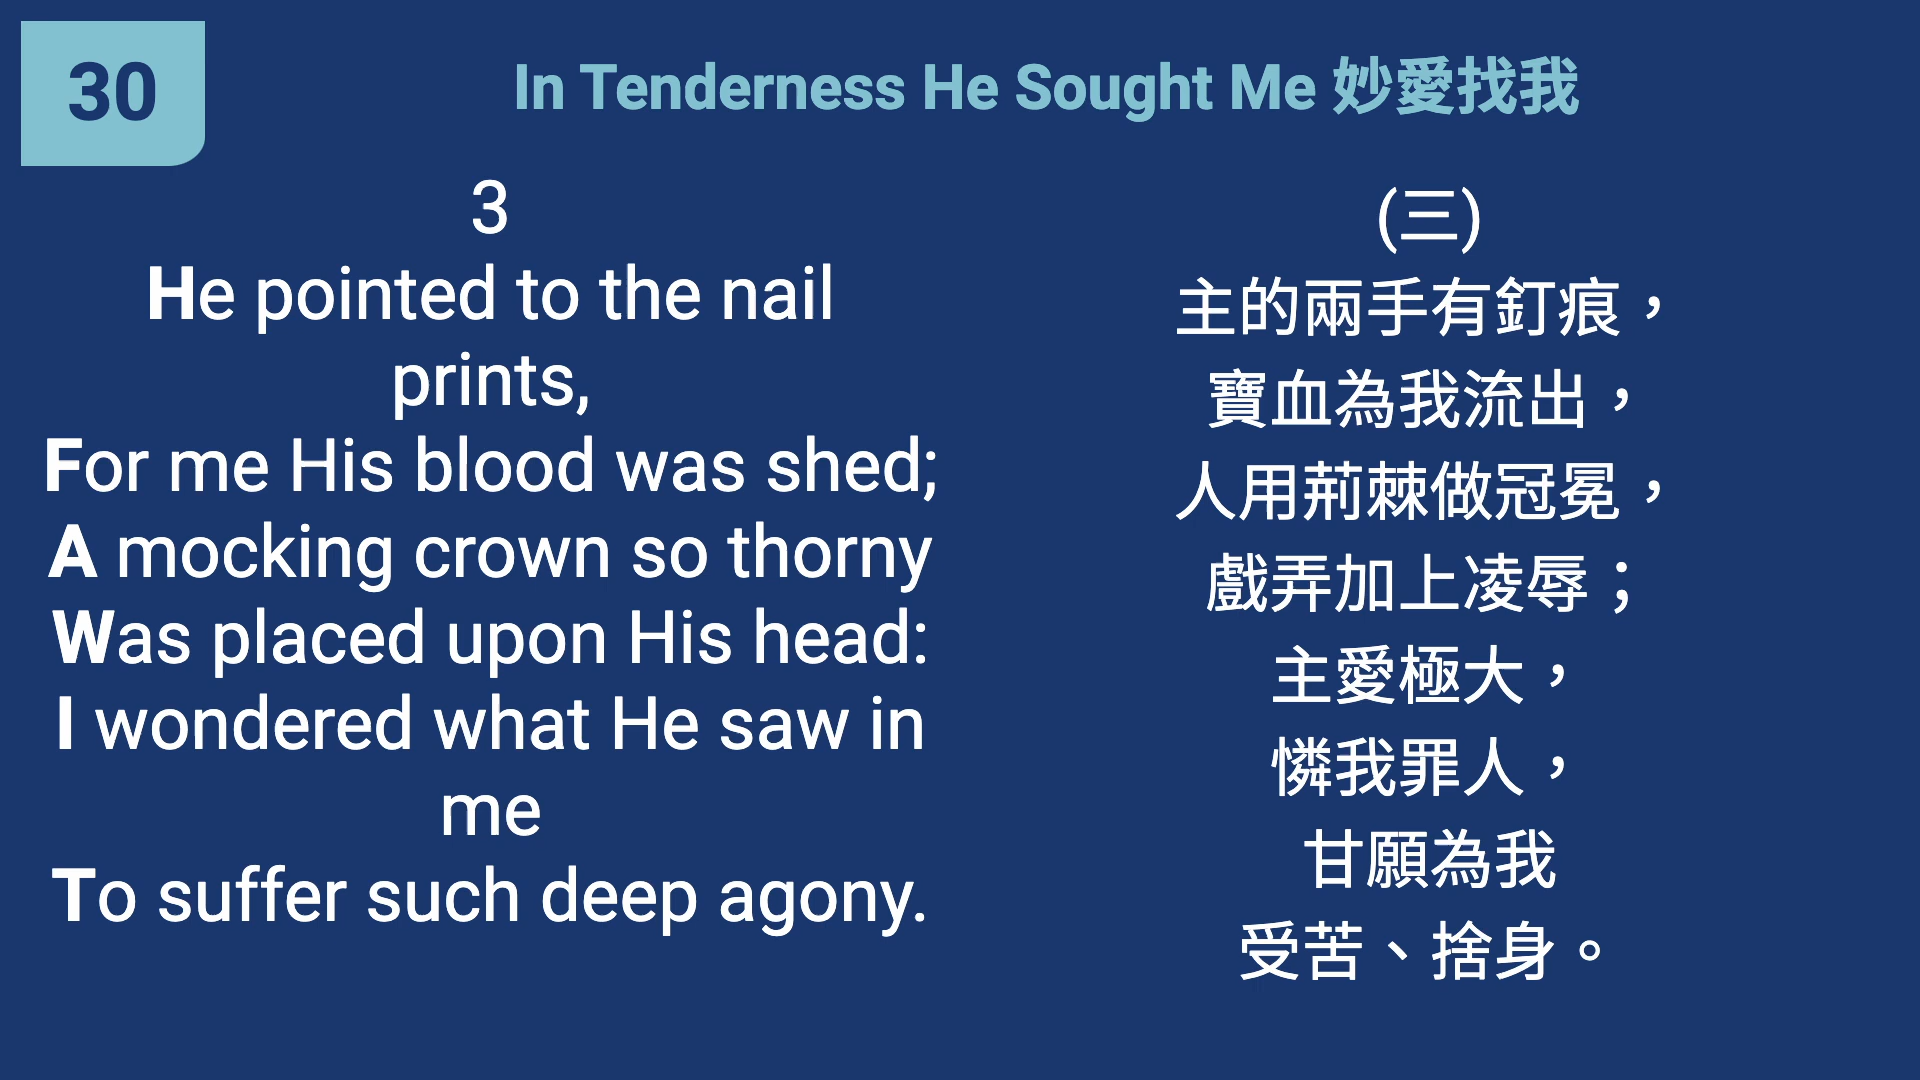 30
In Tenderness He Sought Me 妙愛找我
3
He pointed to the nail
prints,
For me His blood was shed;
A mocking crown so thorny
Was placed upon His head:
I wondered what He saw in
me
To suffer such deep agony.
(三)
主的兩手有釘痕，
寶血為我流出，
人用荊棘做冠冕，
戲弄加上凌辱；
主愛極大，
憐我罪人，
甘願為我
受苦、捨身。